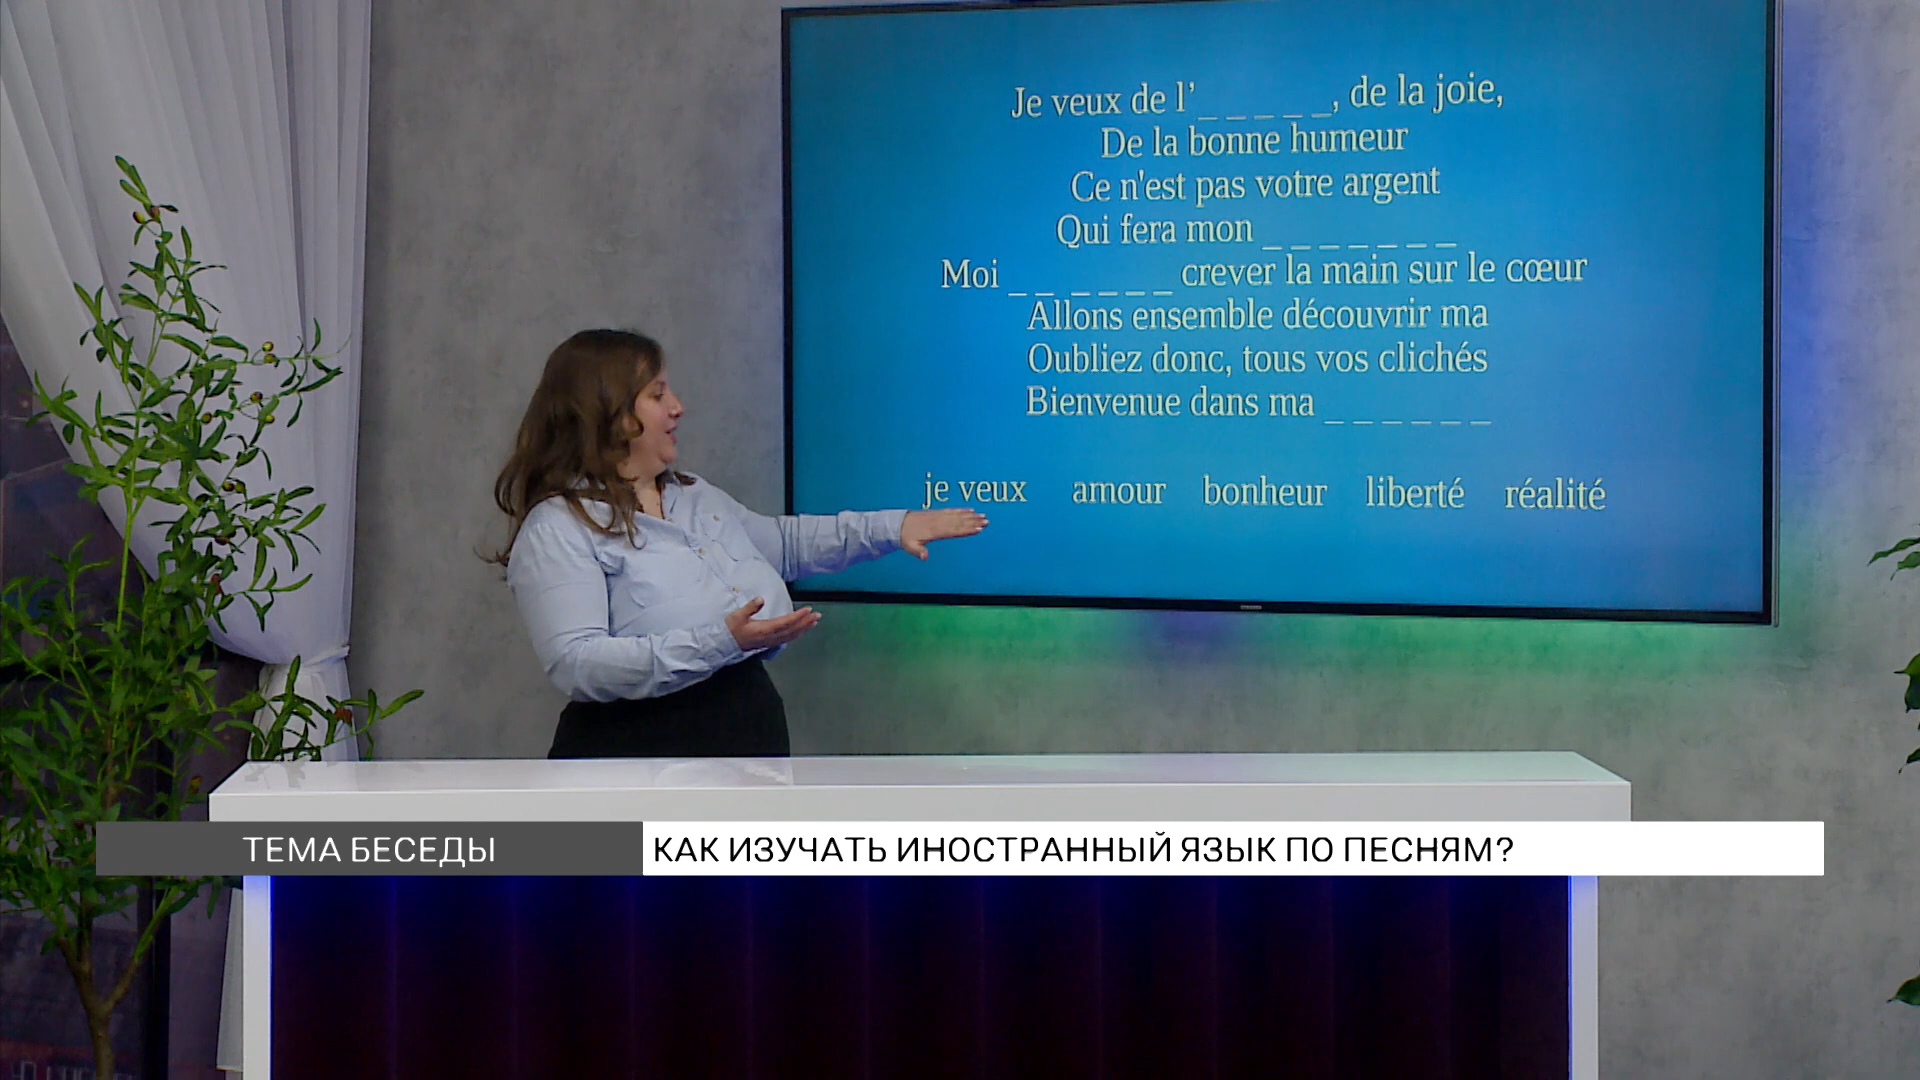 Je veux de l’ _ _ _ _ _, de la joie,
De la bonne humeur
Ce n'est pas votre argent
Qui fera mon _ _ _ _ _ _ _
Moi _ _ _ _ _ _ crever la main sur le cœur
Allons ensemble découvrir ma
Oubliez donc, tous vos clichés
Bienvenue dans ma _ _ _ _ _ _
je veux amour bonheur liberté réalité
ТЕМА БЕСЕДЫ КАК ИЗУЧАТЬ ИНОСТРАННЫЙ ЯЗЫК ПО ПЕСНЯМ?